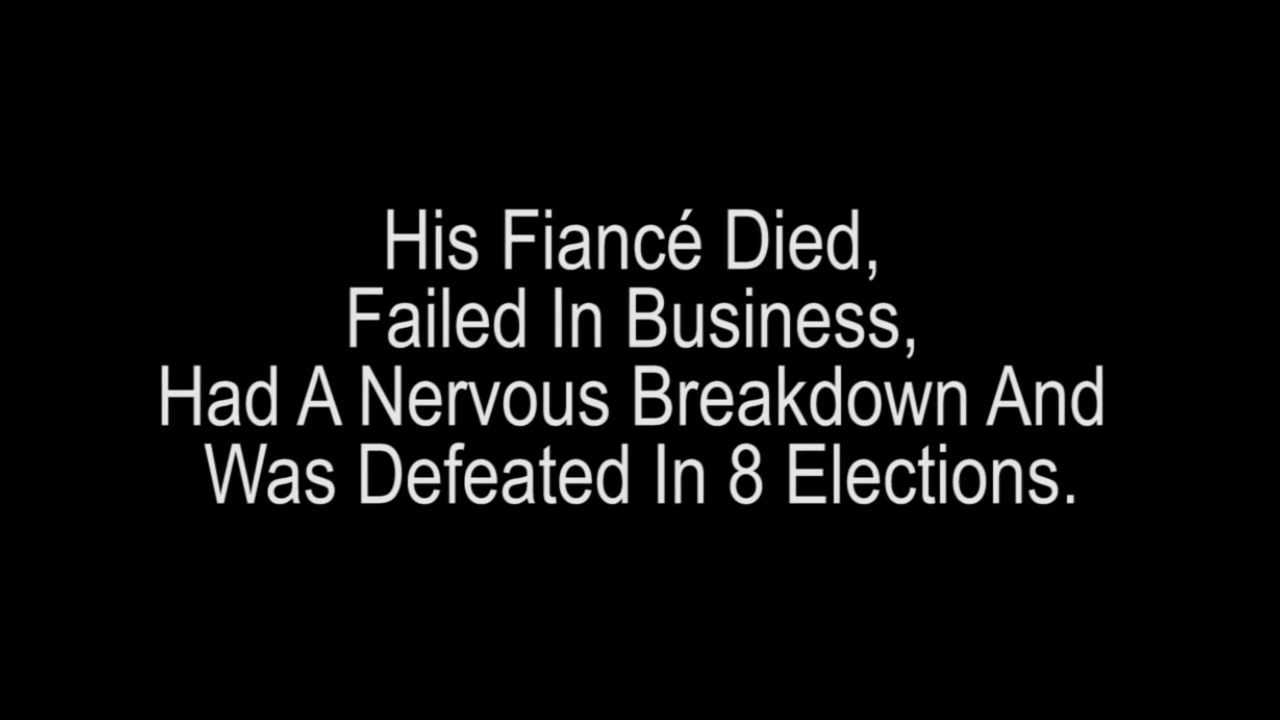 His Fiancé Died,
Failed In Business,
Had A Nervous Breakdown And
Was Defeated In 8 Elections.